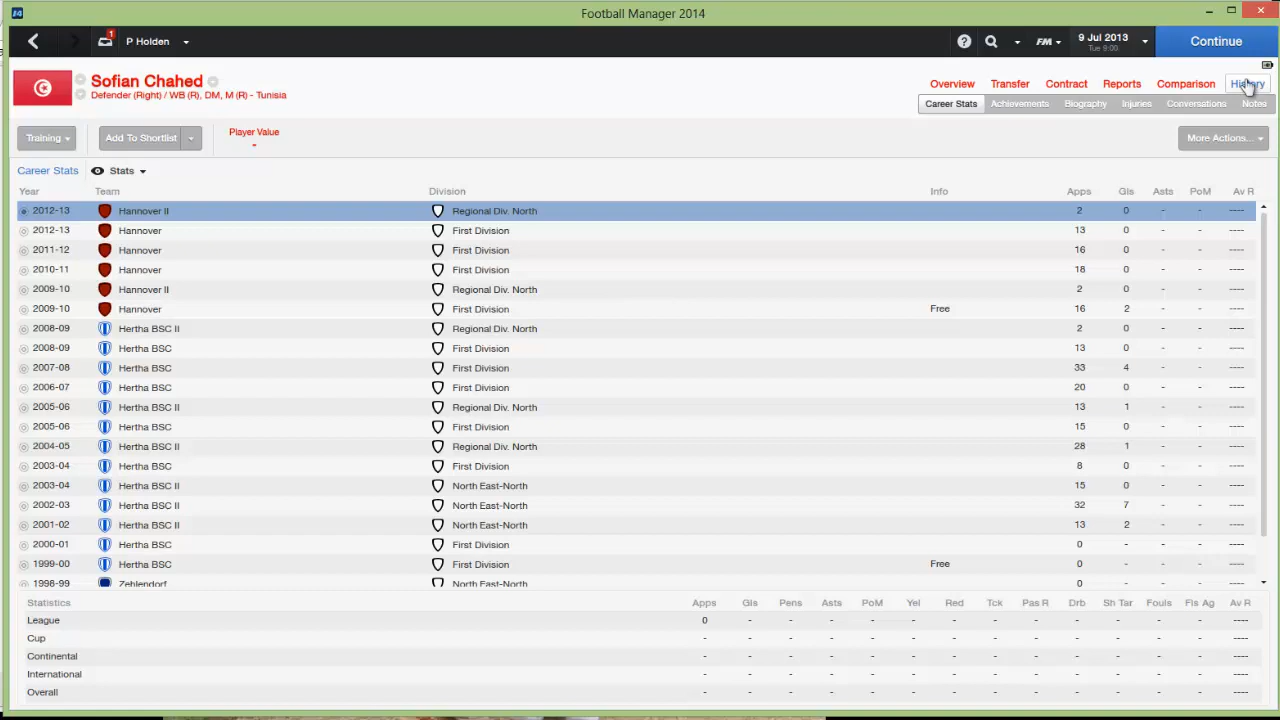 Football Manager 2014
1
P Holden
FM
9 Jul 2013
Tue 9:00
Continue
Sofian Chahed
Defender (Right) / WB (R), DM, M (R) - Tunisia
Overview Transfer Contract Reports Comparison History
Career Stats Achievements Biography Injuries Conversations Notes
Training Add To Shortlist Player Value - More Actions...
Career Stats Stats
Year Team Division Info Apps Gls Asts PoM Av R
2012-13 Hannover II Regional Div. North 2 0 - - ----
2012-13 Hannover First Division 13 0 - - ----
2011-12 Hannover First Division 16 0 - - ----
2010-11 Hannover First Division 18 0 - - ----
2009-10 Hannover II Regional Div. North 2 0 - - ----
2009-10 Hannover First Division Free 16 2 - - ----
2008-09 Hertha BSC II Regional Div. North 2 0 - - ----
2008-09 Hertha BSC First Division 13 0 - - ----
2007-08 Hertha BSC First Division 33 4 - - ----
2006-07 Hertha BSC First Division 20 0 - - ----
2005-06 Hertha BSC II Regional Div. North 13 1 - - ----
2005-06 Hertha BSC First Division 15 0 - - ----
2004-05 Hertha BSC II Regional Div. North 28 1 - - ----
2003-04 Hertha BSC First Division 8 0 - - ----
2003-04 Hertha BSC II North East-North 15 0 - - ----
2002-03 Hertha BSC II North East-North 32 7 - - ----
2001-02 Hertha BSC II North East-North 13 2 - - ----
2000-01 Hertha BSC First Division 0 - - - ----
1999-00 Hertha BSC First Division Free 0 - - - ----
1998-99 Zehlendorf North East-North 0 - - - ----
Statistics Apps Gls Pens Asts PoM Yel Red Tck Pas R Drb Sh Tar Fouls Fls Ag Av R
League 0 - - - - - - - - - - - - ----
Cup - - - - - - - - - - - - - ----
Continental - - - - - - - - - - - - - ----
International - - - - - - - - - - - - - ----
Overall - - - - - - - - - - - - - ----